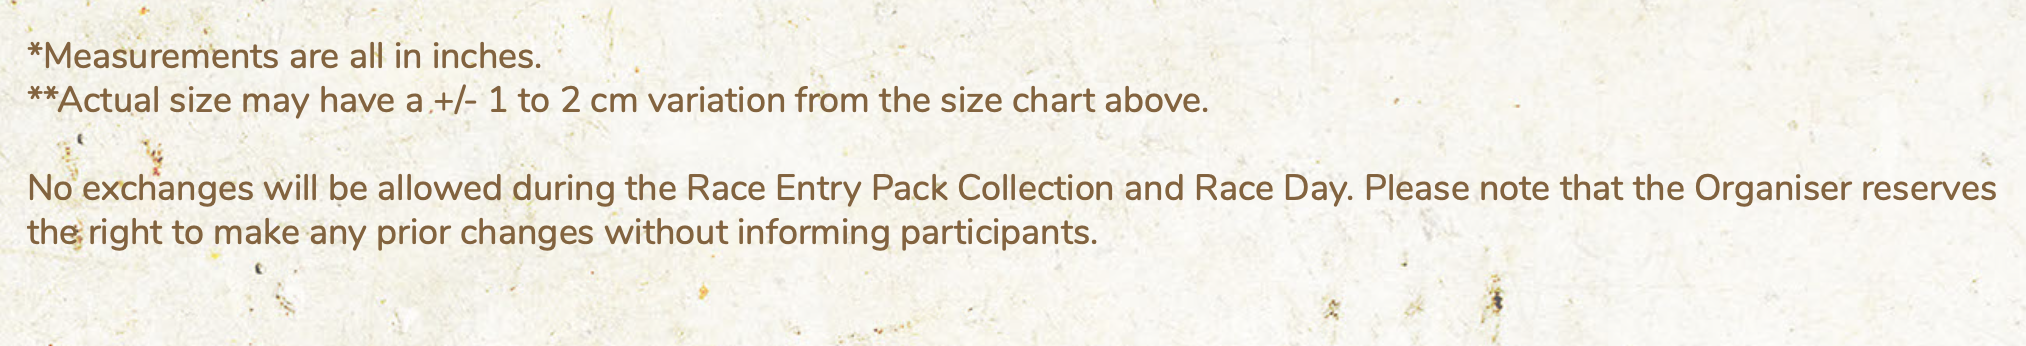 *Measurements are all in inches.
**Actual size may have a +/- 1 to 2 cm variation from the size chart above.
No exchanges will be allowed during the Race Entry Pack Collection and Race Day. Please note that the Organiser reserves
the right to make any prior changes without informing participants.